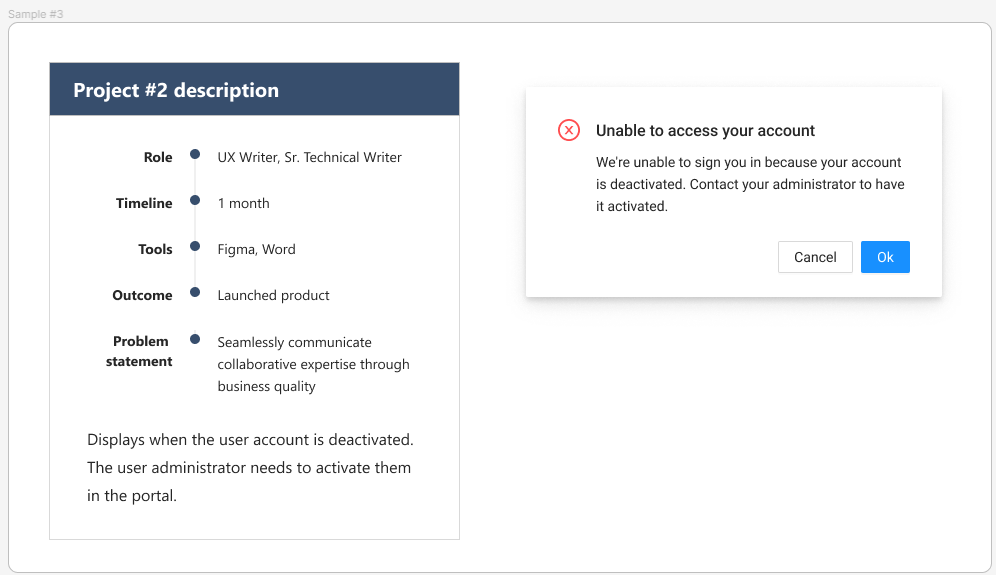 Sample #3
Project #2 description
Role
UX Writer, Sr. Technical Writer
Timeline
1 month
Tools
Figma, Word
Outcome
Launched product
Problem
statement
Seamlessly communicate
collaborative expertise through
business quality
Displays when the user account is deactivated.
The user administrator needs to activate them
in the portal.
Unable to access your account
We're unable to sign you in because your account
is deactivated. Contact your administrator to have
it activated.
Cancel
Ok